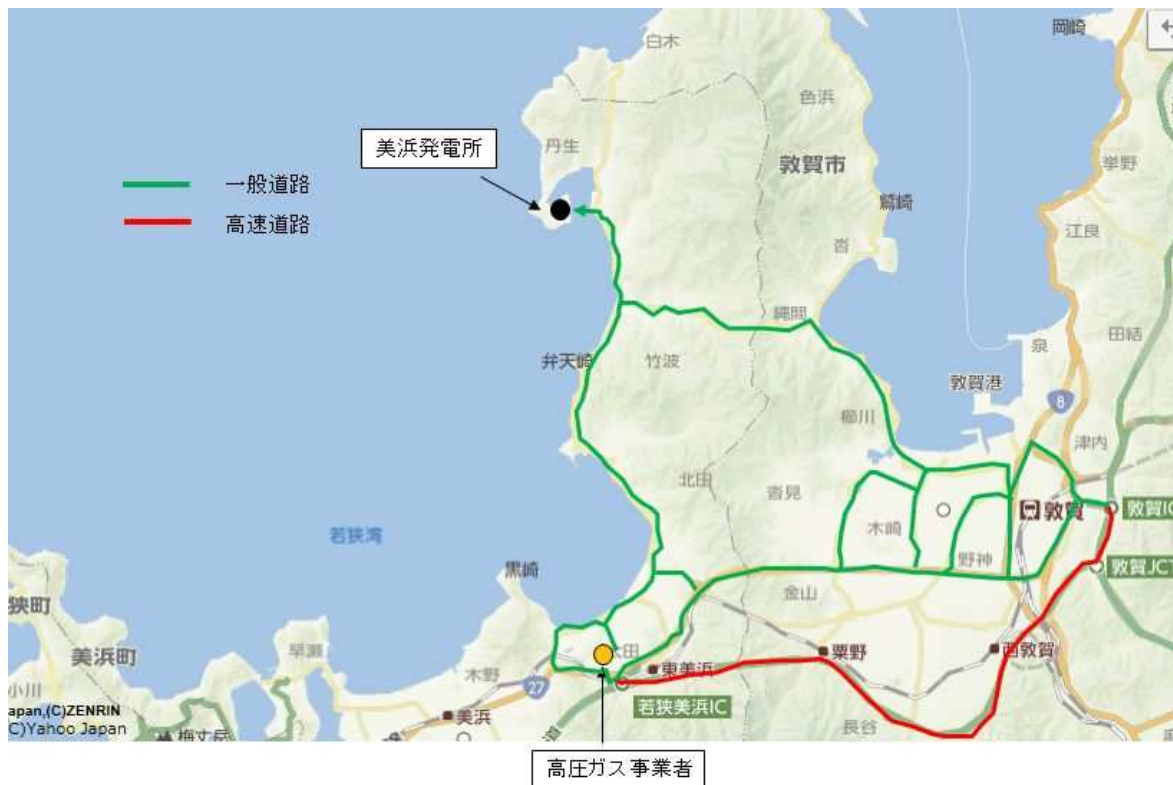 岡崎
白木
色浜
美浜発電所
丹生
敦賀市
挙野
一般道路
鷲崎
高速道路
江良
沓
縄間
田結
泉
弁天崎
竹波
敦賀港
8
櫛川
津内
北田
沓見
敦賀
敦賀IC
木崎
若狭湾
野神
黒崎
敦賀JCT
金山
狭町
美浜町
早瀬
太田
粟野
西敦賀
木野
東美浜
小川
27
若狭美浜IC
apan,(C)ZENRIN
美浜
C)Yahoo Japan
梅丈岳
道
長谷
高圧ガス事業者